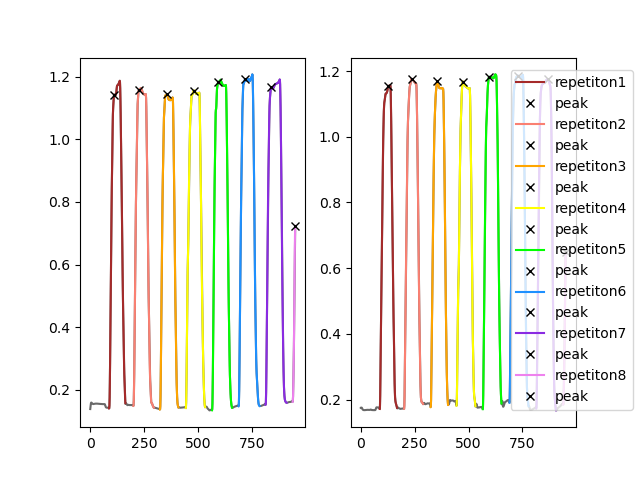 1.2
1.0
0.8
0.6
0.4
0.2
0
250
500
750
1.2
1.0
0.8
0.6
0.4
0.2
0
250
500
750
repetiton1
peak
repetiton2
peak
repetiton3
peak
repetiton4
peak
repetiton5
peak
repetiton6
peak
repetiton7
peak
repetiton8
peak